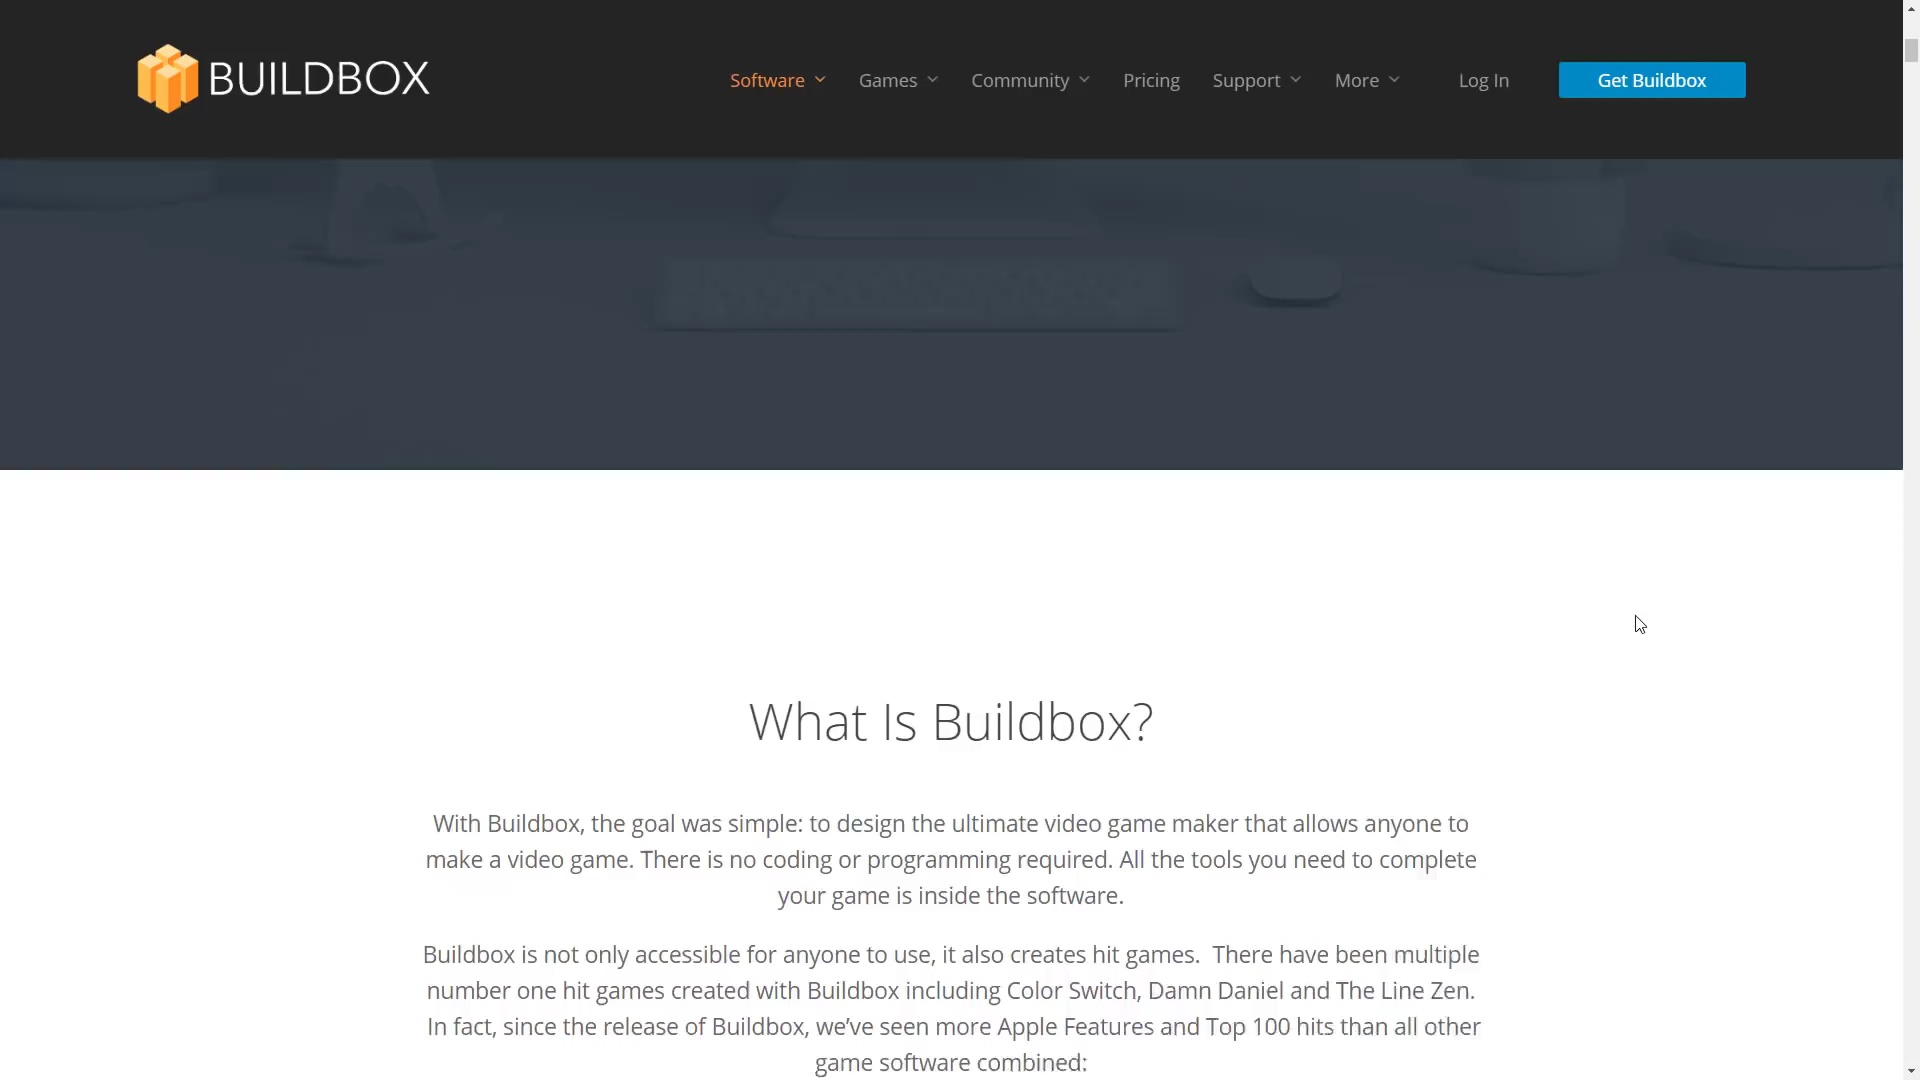 BUILDBOX
Software Games Community Pricing Support More Log In Get Buildbox
What Is Buildbox?
With Buildbox, the goal was simple: to design the ultimate video game maker that allows anyone to
make a video game. There is no coding or programming required. All the tools you need to complete
your game is inside the software.
Buildbox is not only accessible for anyone to use, it also creates hit games.  There have been multiple
number one hit games created with Buildbox including Color Switch, Damn Daniel and The Line Zen.
In fact, since the release of Buildbox, we’ve seen more Apple Features and Top 100 hits than all other
game software combined: